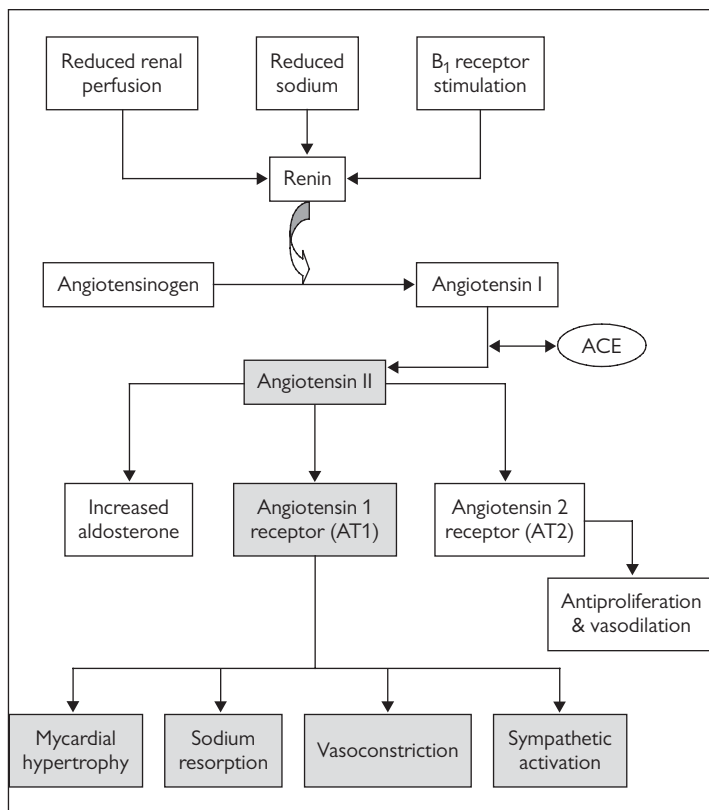 Reduced renal
perfusion
Reduced
sodium
B1 receptor
stimulation
Renin
Angiotensinogen
Angiotensin I
ACE
Angiotensin II
Increased
aldosterone
Angiotensin 1
receptor (AT1)
Angiotensin 2
receptor (AT2)
Antiproliferation
& vasodilation
Mycardial
hypertrophy
Sodium
resorption
Vasoconstriction
Sympathetic
activation